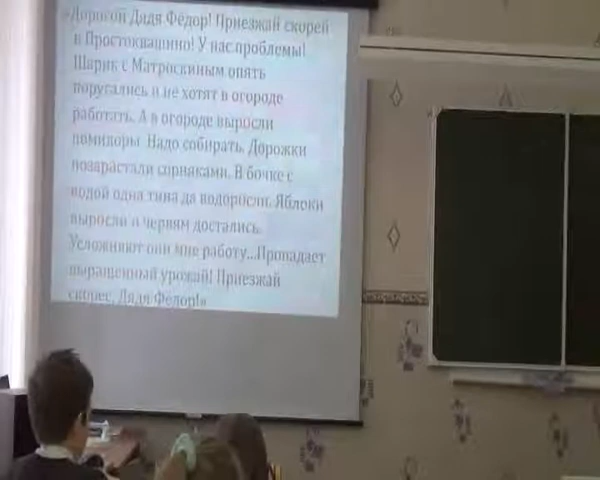 «Дорогой Дядя Фёдор! Приезжай скорей
в Простоквашино! У нас проблемы!
Шарик с Матроскиным опять
поругались и не хотят в огороде
работать. А в огороде выросли
помидоры. Надо собирать. Дорожки
позарастали сорняками. В бочке с
водой одна тина да водоросли. Яблоки
выросли и червям достались.
Усложняют они мне работу...Пропадает
выращенный урожай! Приезжай
скорее, Дядя Фёдор!»